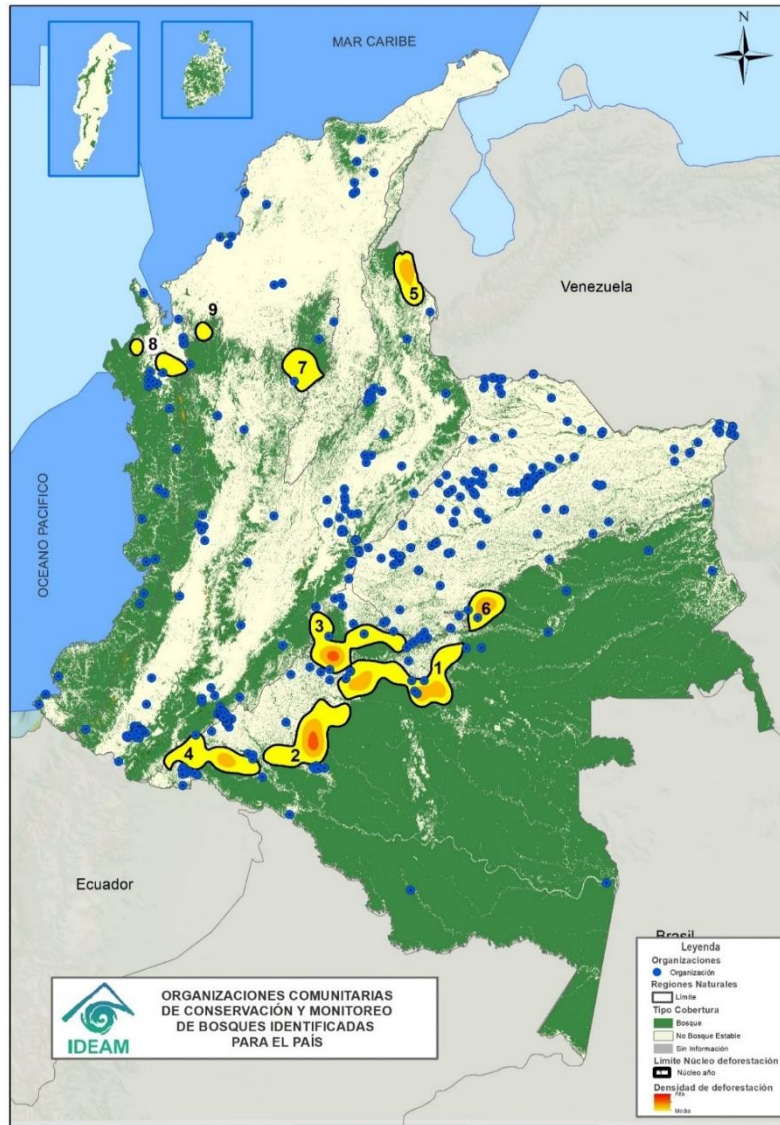 N
MAR CARIBE
Venezuela
5
9
8
7
OCEANO PACIFICO
6
3
1
2
4
Ecuador
Brasil
IDEAM
ORGANIZACIONES COMUNITARIAS
DE CONSERVACIÓN Y MONITOREO
DE BOSQUES IDENTIFICADAS
PARA EL PAÍS
Leyenda
Organizaciones
Organización
Regiones Naturales
Límite
Tipo Cobertura
Bosque
No Bosque Estable
Sin Información
Limite Núcleo deforestación
Núcleo año
Densidad de deforestación
Alta
Media